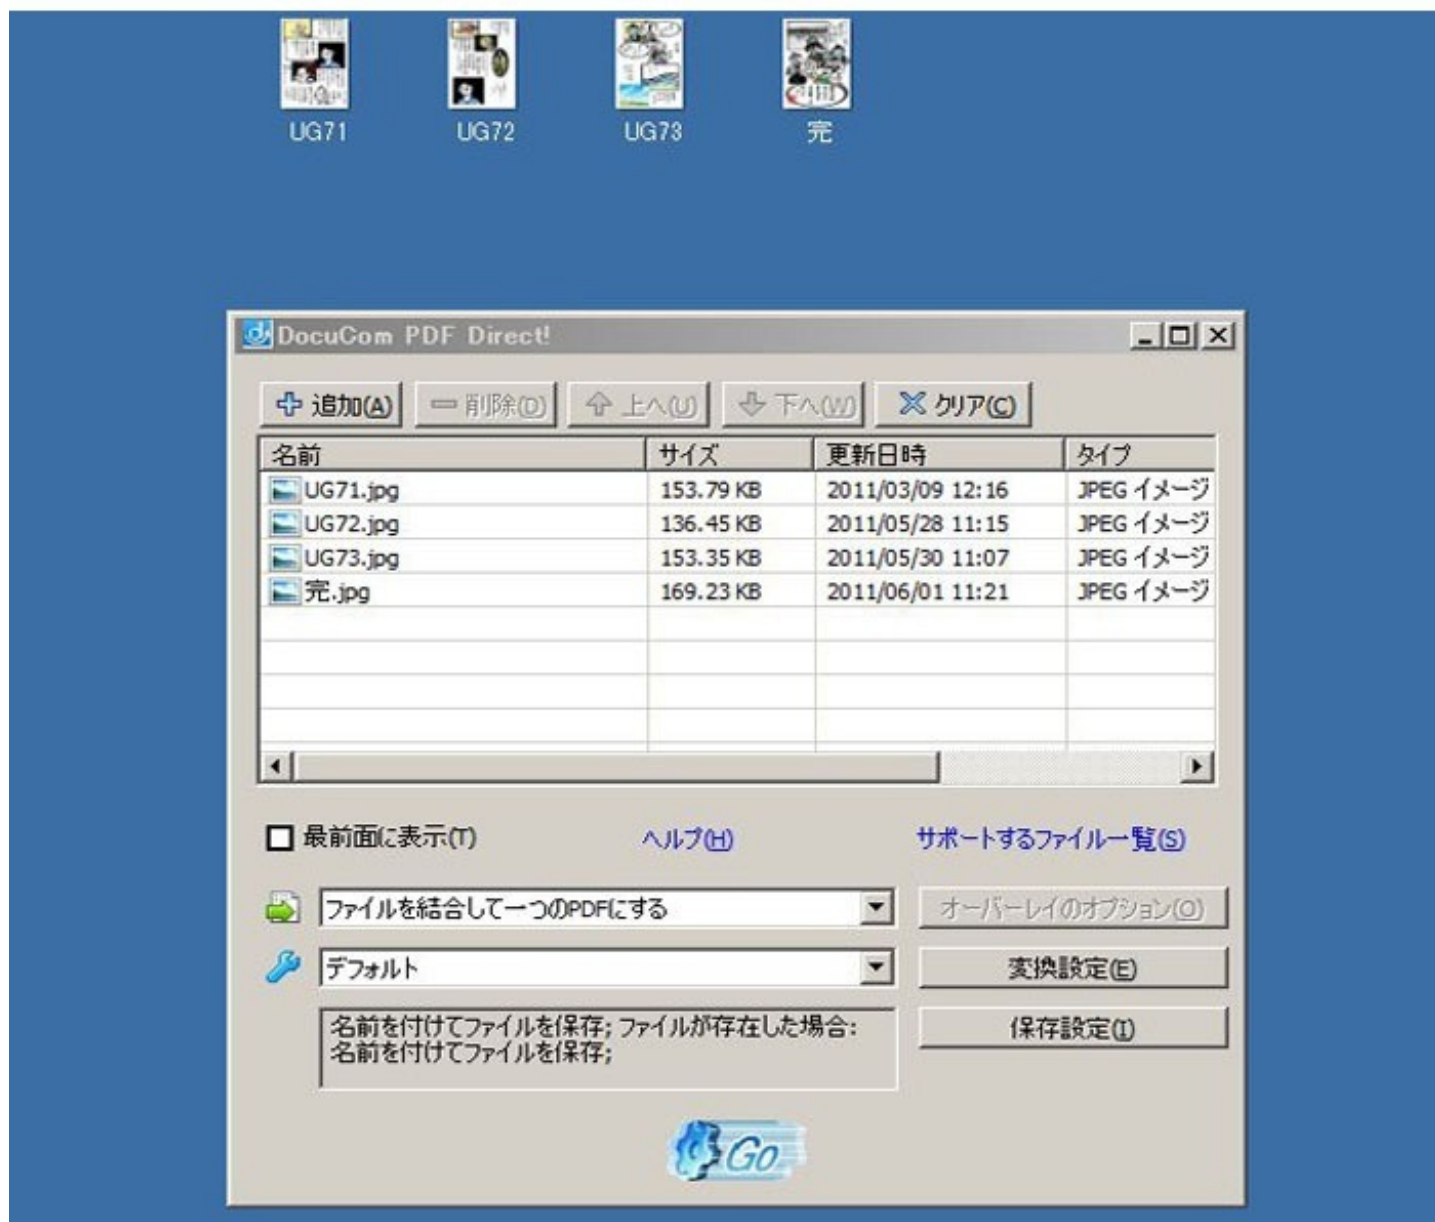 UG71 UG72 UG73 完
DocuCom PDF Direct!
追加(A) 削除(D) 上へ(U) 下へ(W) クリア(C)
名前 サイズ 更新日時 タイプ
UG71.jpg 153.79 KB 2011/03/09 12:16 JPEG イメージ
UG72.jpg 136.45 KB 2011/05/28 11:15 JPEG イメージ
UG73.jpg 153.35 KB 2011/05/30 11:07 JPEG イメージ
完.jpg 169.23 KB 2011/06/01 11:21 JPEG イメージ
最前面に表示(T) ヘルプ(H) サポートするファイル一覧(S)
ファイルを結合して一つのPDFにする オーバーレイのオプション(O)
デフォルト 変換設定(E)
名前を付けてファイルを保存; ファイルが存在した場合: 保存設定(I)
名前を付けてファイルを保存;
Go